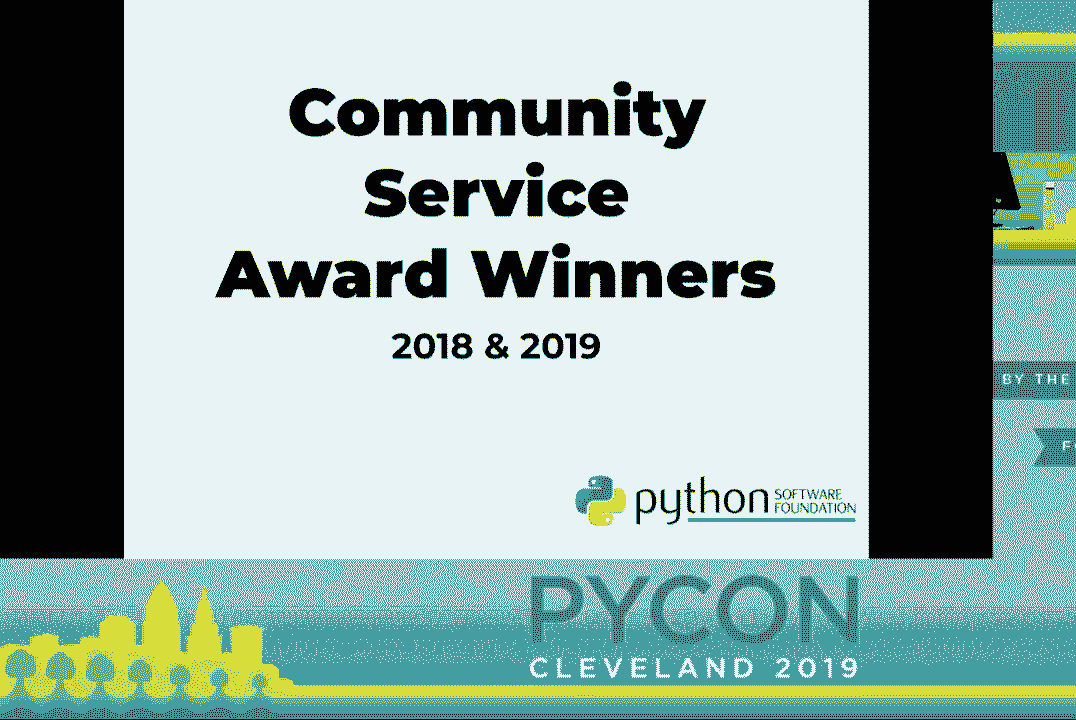 Community
Service
Award Winners
2018 & 2019
python SOFTWARE
FOUNDATION
BY THE
PYCON
CLEVELAND 2019